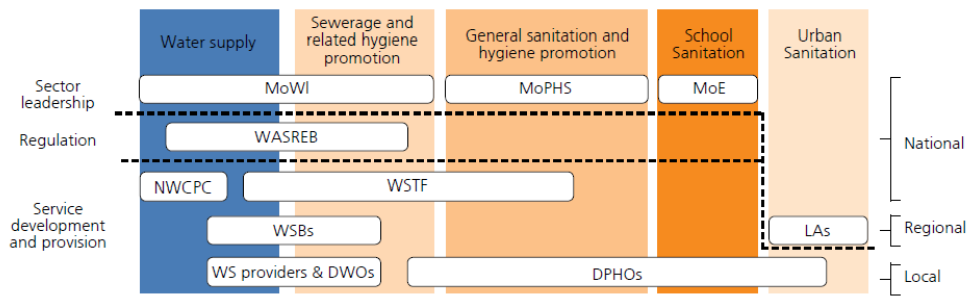 Water supply
Sewerage and
related hygiene
promotion
General sanitation and
hygiene promotion
School
Sanitation
Urban
Sanitation
Sector
leadership
MoWI
MoPHS
MoE
Regulation
WASREB
National
NWCPC
WSTF
Service
development
and provision
WSBs
LAs
Regional
WS providers & DWOs
DPHOs
Local